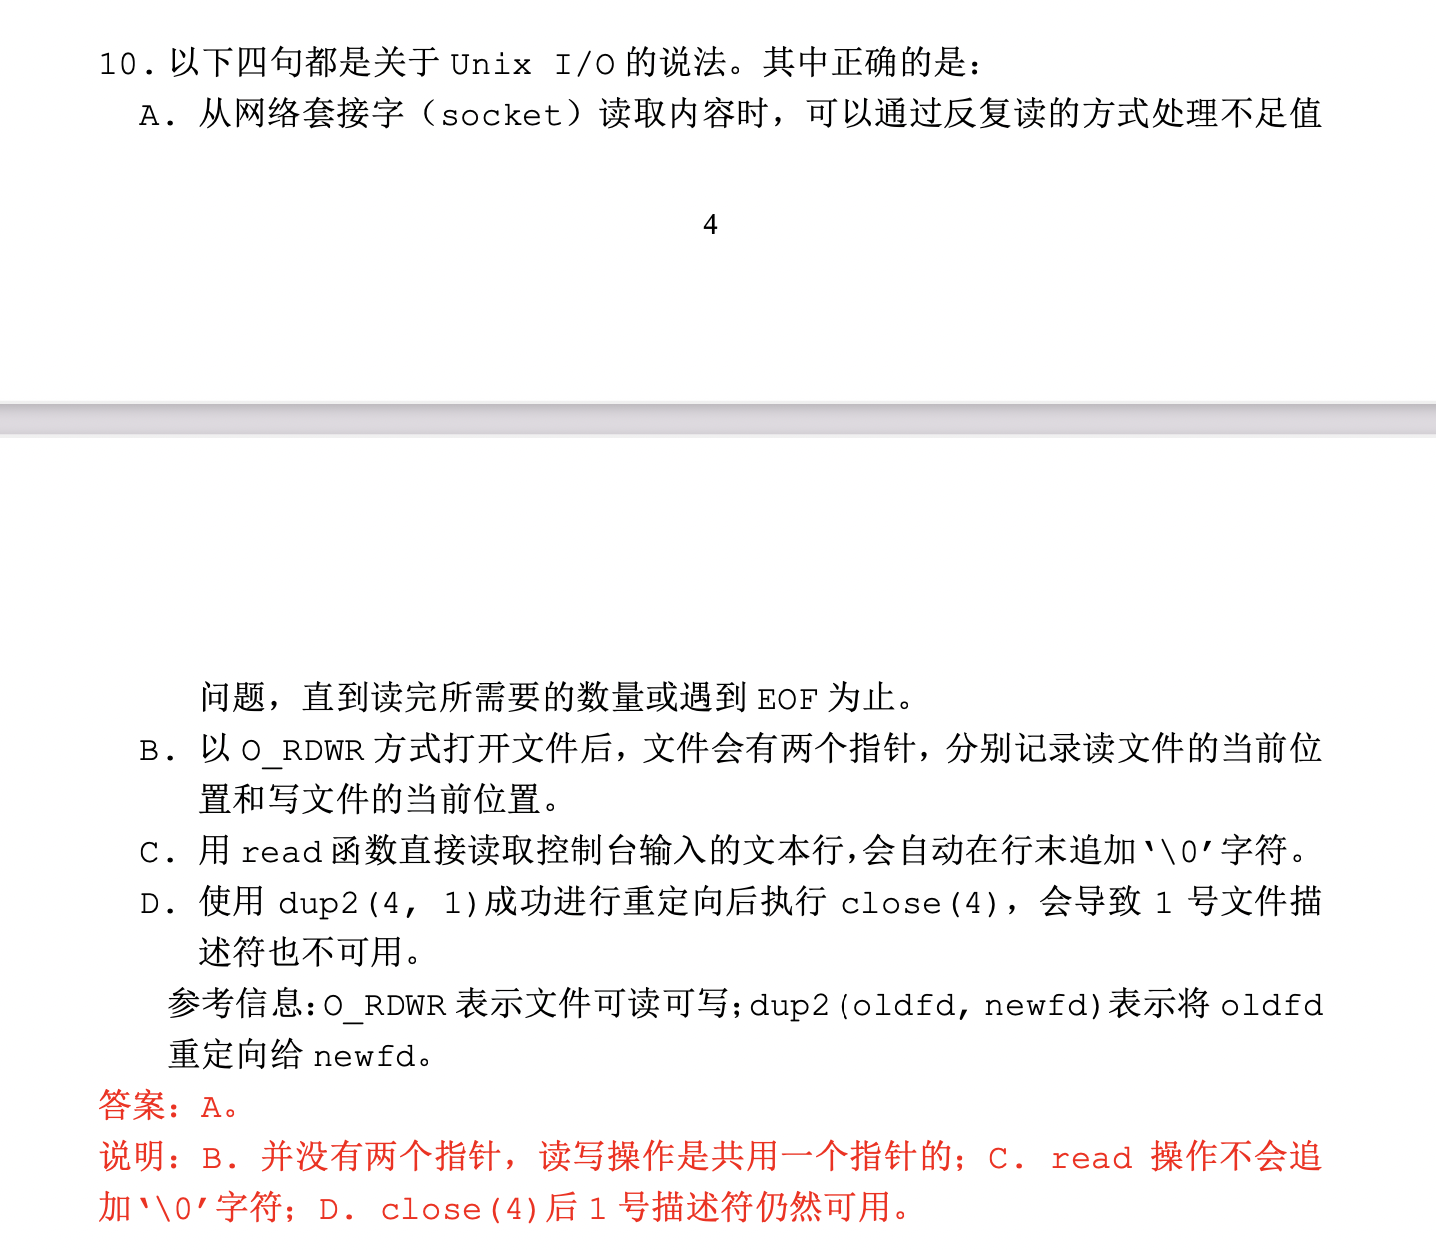 10.以下四句都是关于 Unix I/O 的说法。其中正确的是：
A. 从网络套接字（socket）读取内容时，可以通过反复读的方式处理不足值
4
问题，直到读完所需要的数量或遇到 EOF 为止。
B. 以 O_RDWR 方式打开文件后，文件会有两个指针，分别记录读文件的当前位
置和写文件的当前位置。
C. 用 read 函数直接读取控制台输入的文本行，会自动在行末追加‘\0’字符。
D. 使用 dup2(4, 1)成功进行重定向后执行 close(4)，会导致 1 号文件描
述符也不可用。
参考信息：O_RDWR 表示文件可读可写；dup2(oldfd, newfd)表示将 oldfd
重定向给 newfd。
答案：A。
说明：B. 并没有两个指针，读写操作是共用一个指针的；C. read 操作不会追
加‘\0’字符；D. close(4)后 1 号描述符仍然可用。